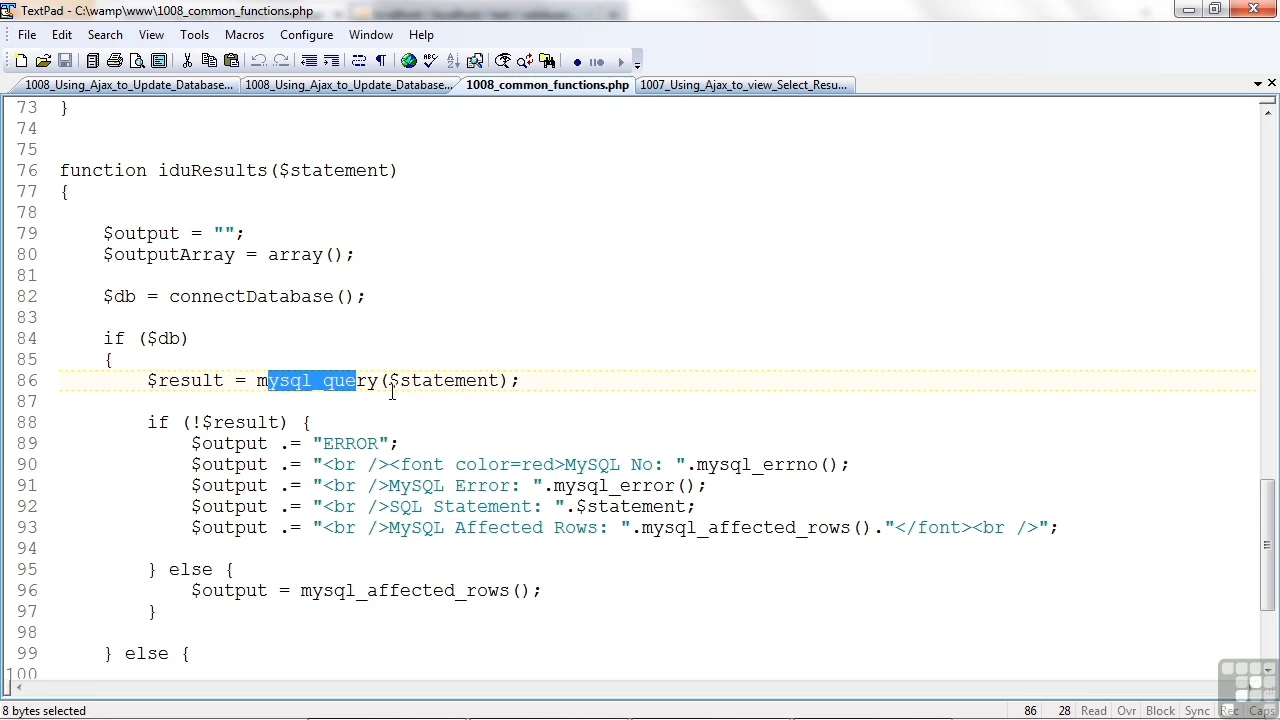 TextPad - C:\wamp\www\1008_common_functions.php
File Edit Search View Tools Macros Configure Window Help
1008_Using_Ajax_to_Update_Database... 1008_Using_Ajax_to_Update_Database... 1008_common_functions.php 1007_Using_Ajax_to_view_Select_Resu...
73 }
74
75
76 function iduResults($statement)
77 {
78
79 $output = "";
80 $outputArray = array();
81
82 $db = connectDatabase();
83
84 if ($db)
85 {
86 $result = mysql_query($statement);
87
88 if (!$result) {
89 $output .= "ERROR";
90 $output .= "<br /><font color=red>MySQL No: ".mysql_errno();
91 $output .= "<br />MySQL Error: ".mysql_error();
92 $output .= "<br />SQL Statement: ".$statement;
93 $output .= "<br />MySQL Affected Rows: ".mysql_affected_rows()."</font><br />";
94
95 } else {
96 $output = mysql_affected_rows();
97 }
98
99 } else {
100
8 bytes selected 86 28 Read Ovr Block Sync Rec Caps